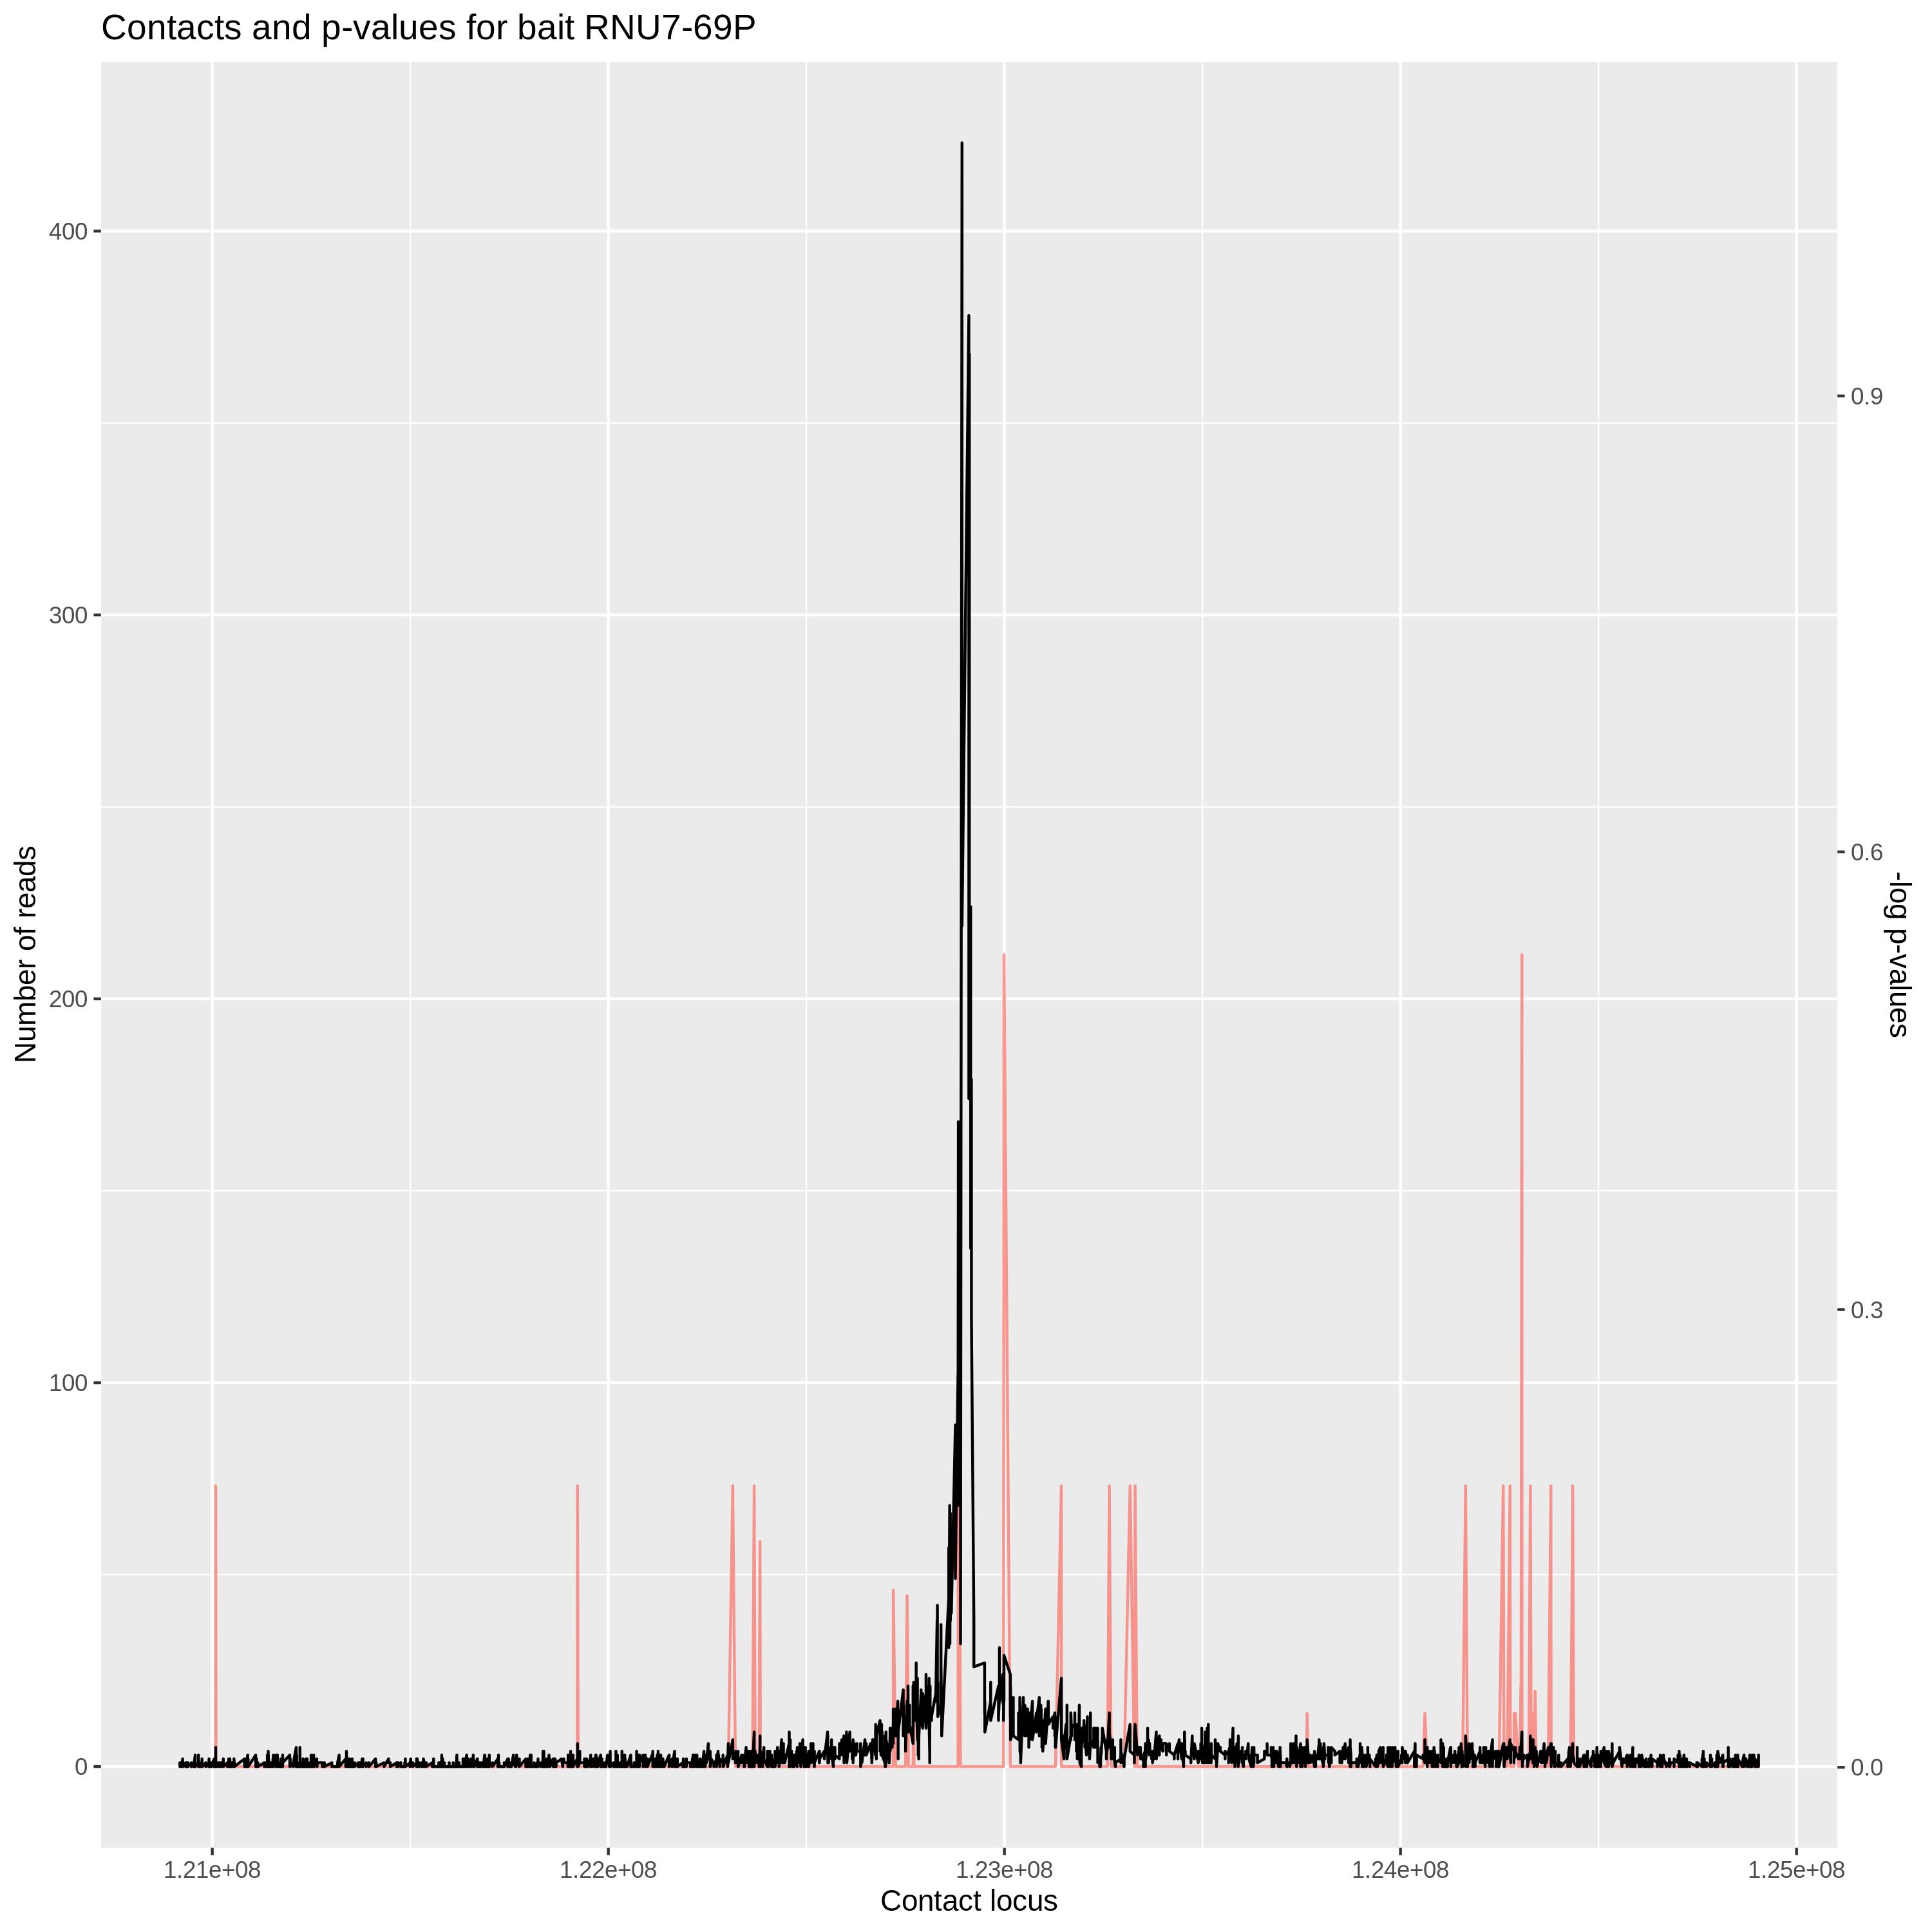 Contacts and p-values for bait RNU7-69P
400
300
200
100
0
Number of reads
0.9
0.6
0.3
0.0
-log p-values
1.21e+08
1.22e+08
1.23e+08
1.24e+08
1.25e+08
Contact locus